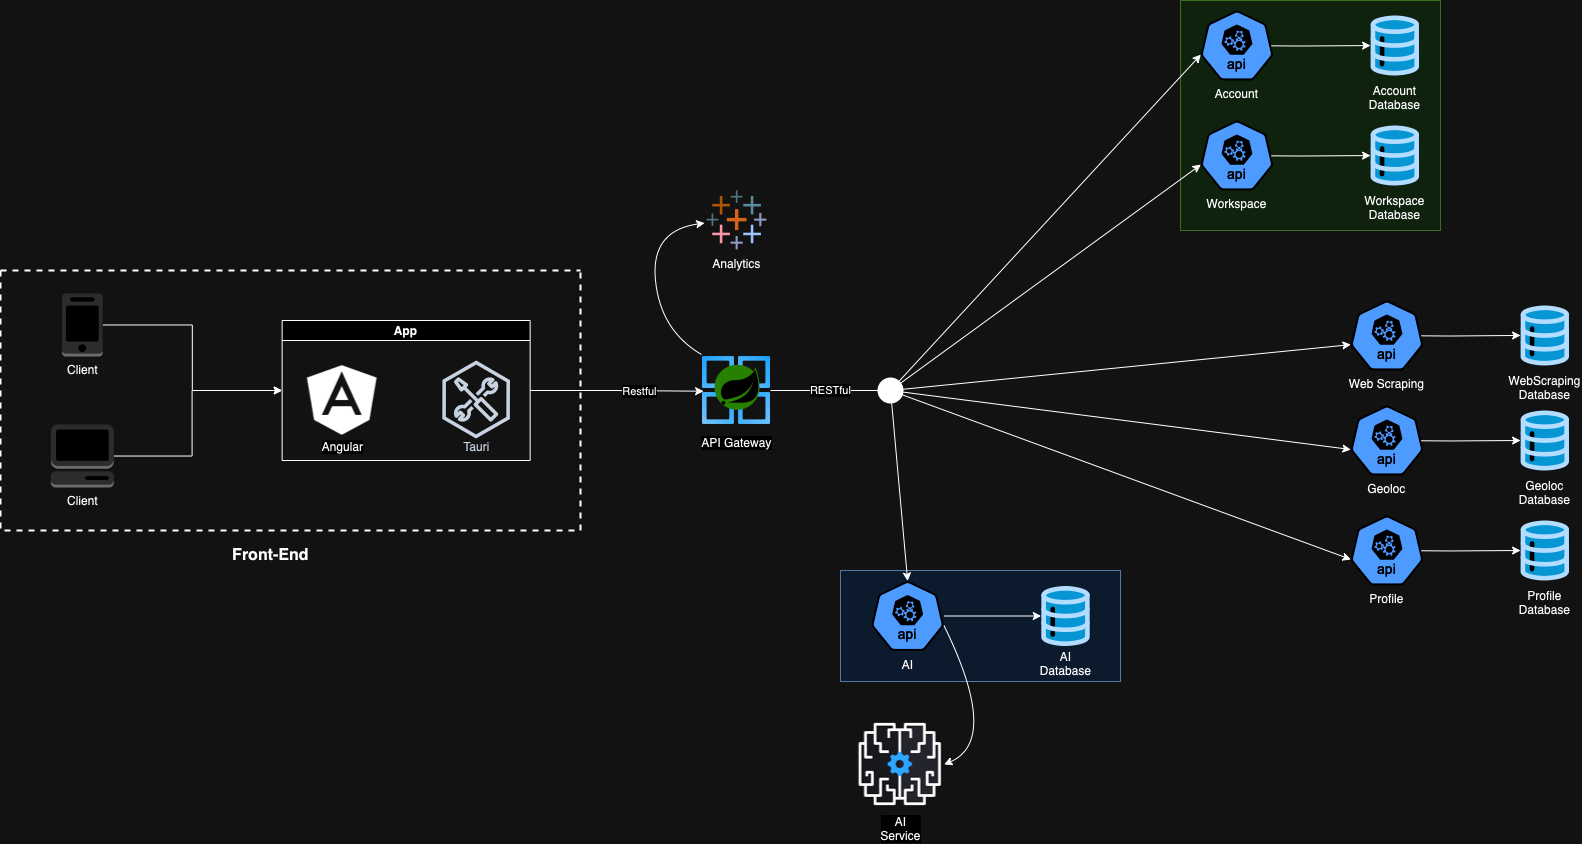 api
Account
Account
Database
api
Workspace
Workspace
Database
Analytics
Client
App
Angular
Tauri
Client
Front-End
Restful
API Gateway
RESTful
api
Web Scraping
WebScraping
Database
api
Geoloc
Geoloc
Database
api
Profile
Profile
Database
api
AI
AI
Database
AI
Service